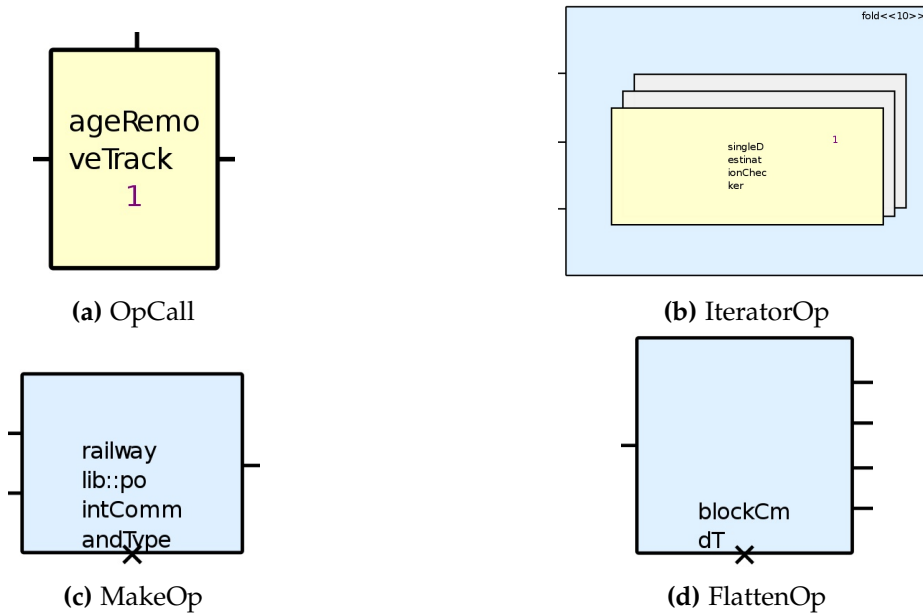 ageRemo
veTrack
1
(a) OpCall
fold<<10>>
singleD
estinat
ionChec
ker
1
(b) IteratorOp
railway
lib::po
intComm
andType
(c) MakeOp
blockCm
dT
(d) FlattenOp